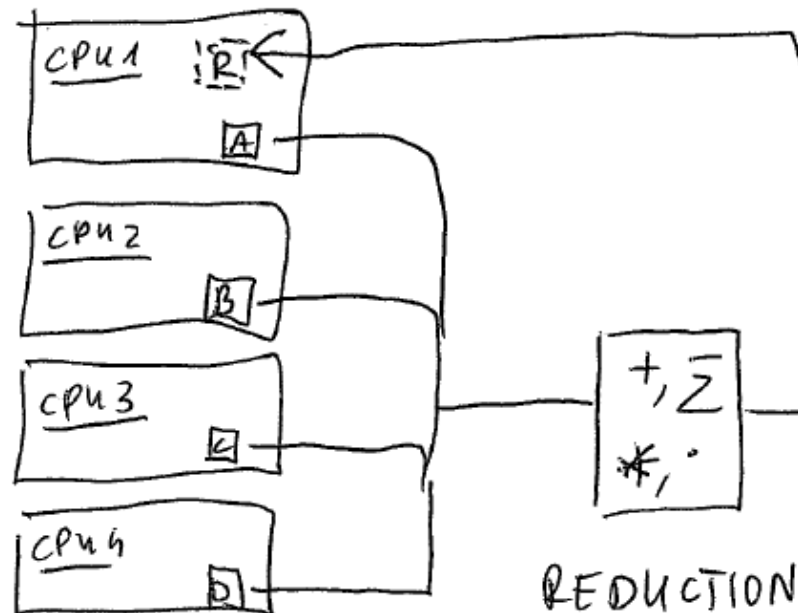 CPU1
R
A
CPU2
B
CPU3
C
CPU4
D
+, Σ
*, ·
REDUCTION